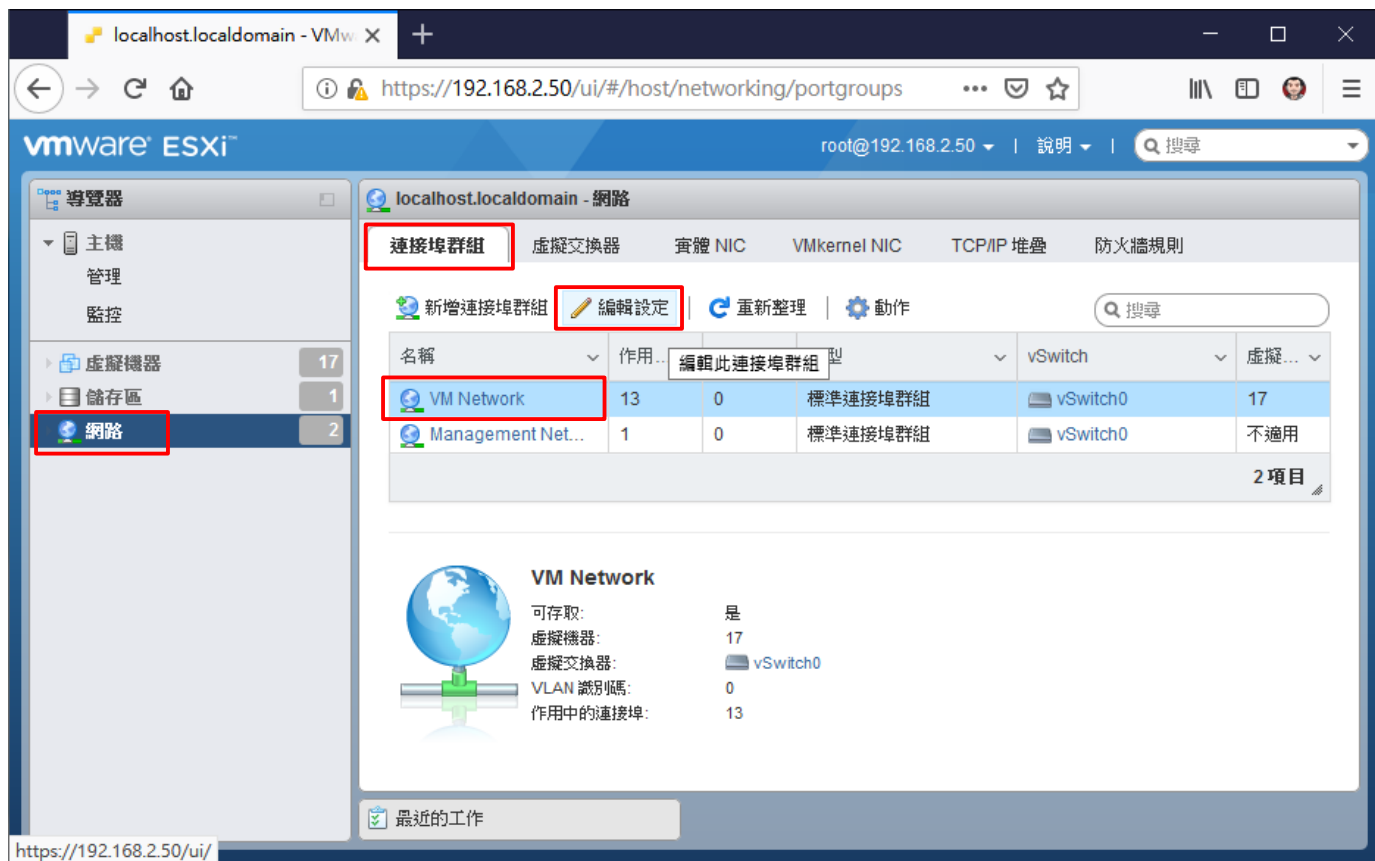 localhost.localdomain - VMw
https://192.168.2.50/ui/#/host/networking/portgroups
vmware ESXi™
root@192.168.2.50 | 說明 | 搜尋
導覽器
主機
管理
監控
虛擬機器 17
儲存區 1
網路 2
localhost.localdomain - 網路
連接埠群組 虛擬交換器 實體 NIC VMkernel NIC TCP/IP 堆疊 防火牆規則
新增連接埠群組 編輯設定 | 重新整理 | 動作 搜尋
名稱 作用... 型 vSwitch 虛擬...
編輯此連接埠群組
VM Network 13 0 標準連接埠群組 vSwitch0 17
Management Net... 1 0 標準連接埠群組 vSwitch0 不適用
2 項目
VM Network
可存取: 是
虛擬機器: 17
虛擬交換器: vSwitch0
VLAN 識別碼: 0
作用中的連接埠: 13
最近的工作
https://192.168.2.50/ui/